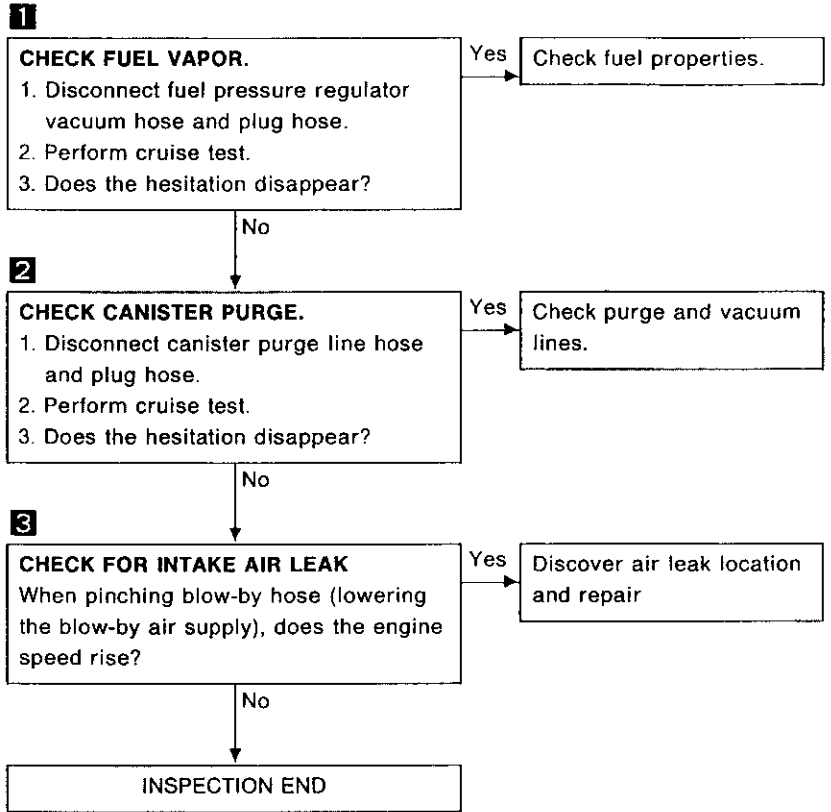 1
CHECK FUEL VAPOR.
1. Disconnect fuel pressure regulator
vacuum hose and plug hose.
2. Perform cruise test.
3. Does the hesitation disappear?
Yes
Check fuel properties.
No
2
CHECK CANISTER PURGE.
1. Disconnect canister purge line hose
and plug hose.
2. Perform cruise test.
3. Does the hesitation disappear?
Yes
Check purge and vacuum
lines.
No
3
CHECK FOR INTAKE AIR LEAK
When pinching blow-by hose (lowering
the blow-by air supply), does the engine
speed rise?
Yes
Discover air leak location
and repair
No
INSPECTION END